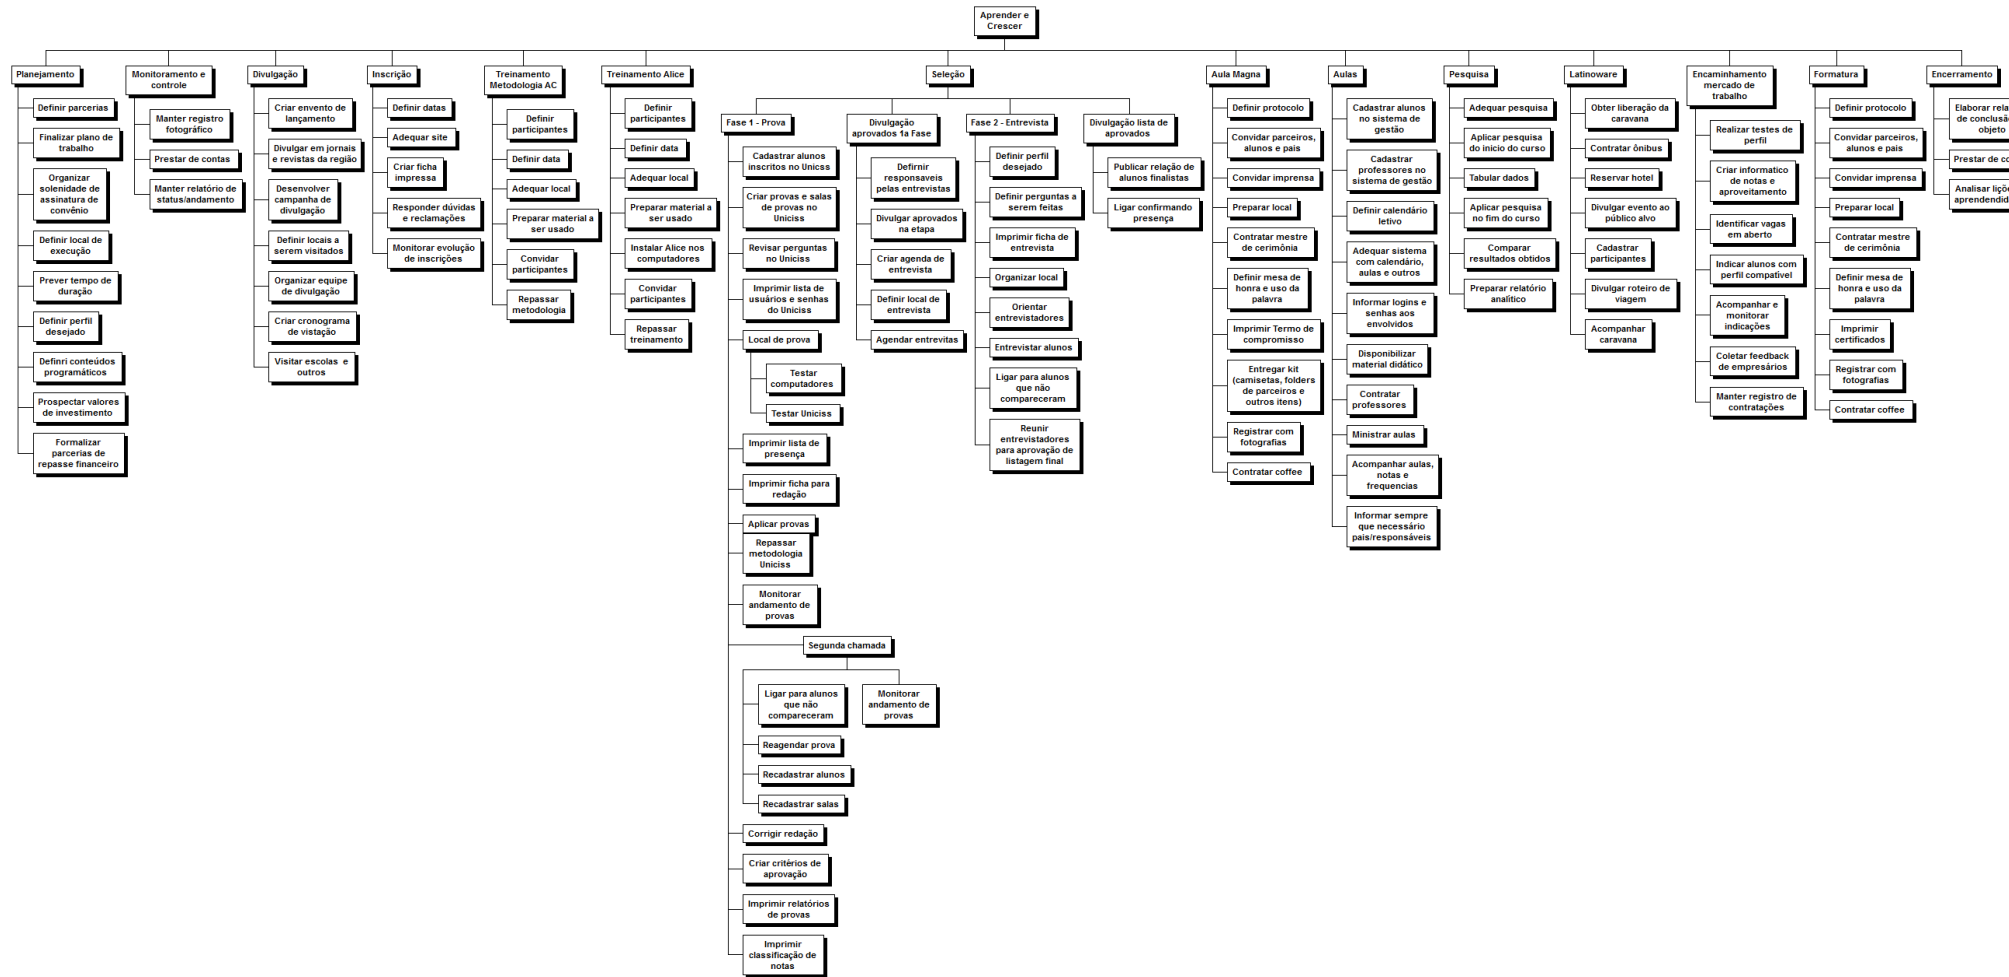 Aprender e
Crescer
Planejamento
Definir parcerias
Finalizar plano de
trabalho
Organizar
solenidade de
assinatura de
convênio
Definir local de
execução
Prever tempo de
duração
Definir perfil
desejado
Definri conteúdos
programáticos
Prospectar valores
de investimento
Formalizar
parcerias de
repasse financeiro
Monitoramento e
controle
Manter registro
fotográfico
Prestar de contas
Manter relatório de
status/andamento
Divulgação
Criar envento de
lançamento
Divulgar em jornais
e revistas da região
Desenvolver
campanha de
divulgação
Definir locais a
serem visitados
Organizar equipe
de divulgação
Criar cronograma
de vistação
Visitar escolas e
outros
Inscrição
Definir datas
Adequar site
Criar ficha
impressa
Responder dúvidas
e reclamações
Monitorar evolução
de inscrições
Treinamento
Metodologia AC
Definir
participantes
Definir data
Adequar local
Preparar material a
ser usado
Convidar
participantes
Repassar
metodologia
Treinamento Alice
Definir
participantes
Definir data
Adequar local
Preparar material a
ser usado
Instalar Alice nos
computadores
Convidar
participantes
Repassar
treinamento
Seleção
Fase 1 - Prova
Cadastrar alunos
inscritos no Unicss
Criar provas e salas
de provas no
Uniciss
Revisar perguntas
no Uniciss
Imprimir lista de
usuários e senhas
do Uniciss
Local de prova
Testar
computadores
Testar Uniciss
Imprimir lista de
presença
Imprimir ficha para
redação
Aplicar provas
Repassar
metodologia
Uniciss
Monitorar
andamento de
provas
Segunda chamada
Ligar para alunos
que não
compareceram
Reagendar prova
Recadastrar alunos
Recadastrar salas
Monitorar
andamento de
provas
Corrigir redação
Criar critérios de
aprovação
Imprimir relatórios
de provas
Imprimir
classificação de
notas
Divulgação
aprovados 1a Fase
Defirnir
responsaveis
pelas entrevistas
Divulgar aprovados
na etapa
Criar agenda de
entrevista
Definir local de
entrevista
Agendar entrevitas
Fase 2 - Entrevista
Definir perfil
desejado
Definir perguntas a
serem feitas
Imprimir ficha de
entrevista
Organizar local
Orientar
entrevistadores
Entrevistar alunos
Ligar para alunos
que não
compareceram
Reunir
entrevistadores
para aprovação de
listagem final
Divulgação lista de
aprovados
Publicar relação de
alunos finalistas
Ligar confirmando
presença
Aula Magna
Definir protocolo
Convidar parceiros,
alunos e pais
Convidar imprensa
Preparar local
Contratar mestre
de cerimônia
Definir mesa de
honra e uso da
palavra
Imprimir Termo de
compromisso
Entregar kit
(camisetas, folders
de parceiros e
outros itens)
Registrar com
fotografias
Contratar coffee
Aulas
Cadastrar alunos
no sistema de
gestão
Cadastrar
professores no
sistema de gestão
Definir calendário
letivo
Adequar sistema
com calendário,
aulas e outros
Informar logins e
senhas aos
envolvidos
Disponibilizar
material didático
Contratar
professores
Ministrar aulas
Acompanhar aulas,
notas e
frequencias
Informar sempre
que necessário
pais/responsáveis
Pesquisa
Adequar pesquisa
Aplicar pesquisa
do inicio do curso
Tabular dados
Aplicar pesquisa
no fim do curso
Comparar
resultados obtidos
Preparar relatório
analítico
Latinoware
Obter liberação da
caravana
Contratar ônibus
Reservar hotel
Divulgar evento ao
público alvo
Cadastrar
participantes
Divulgar roteiro de
viagem
Acompanhar
caravana
Encaminhamento
mercado de
trabalho
Realizar testes de
perfil
Criar informatico
de notas e
aproveitamento
Identificar vagas
em aberto
Indicar alunos com
perfil compatível
Acompanhar e
monitorar
indicações
Coletar feedback
de empresários
Manter registro de
contratações
Formatura
Definir protocolo
Convidar parceiros,
alunos e pais
Convidar imprensa
Preparar local
Contratar mestre
de cerimônia
Definir mesa de
honra e uso da
palavra
Imprimir
certificados
Registrar com
fotografias
Contratar coffee
Encerramento
Elaborar
de conclusão
objeto
Prestar de
Analisar